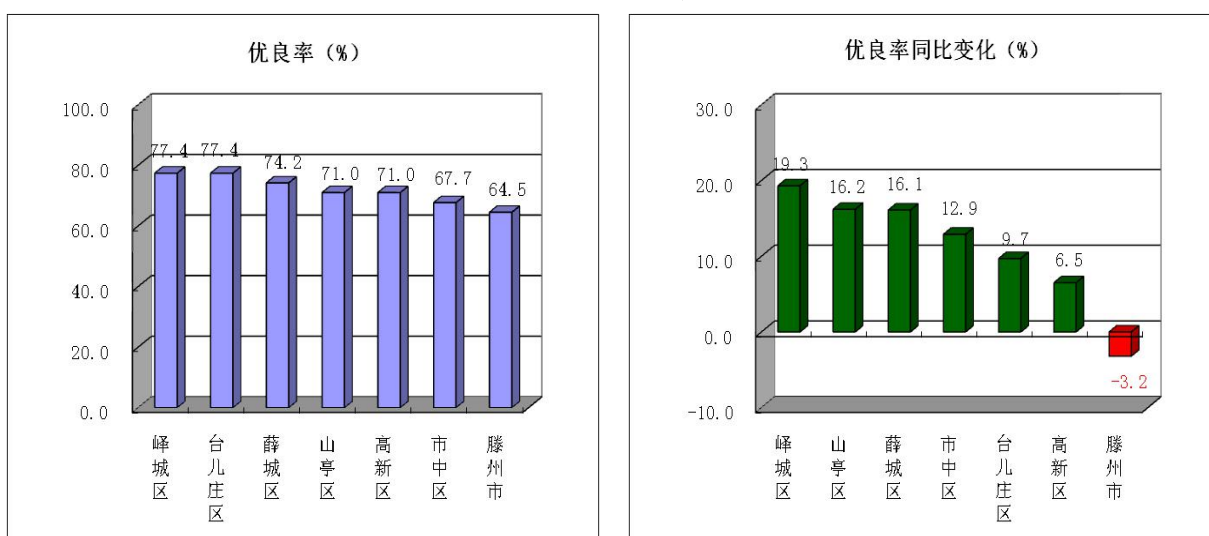 优良率（%）
100.0
80.0
60.0
40.0
20.0
0.0
77.4
77.4
74.2
71.0
71.0
67.7
64.5
峄城区
台儿庄区
薛城区
山亭区
高新区
市中区
滕州市
优良率同比变化（%）
30.0
20.0
10.0
0.0
-10.0
19.3
16.2
16.1
12.9
9.7
6.5
-3.2
峄城区
山亭区
薛城区
市中区
台儿庄区
高新区
滕州市